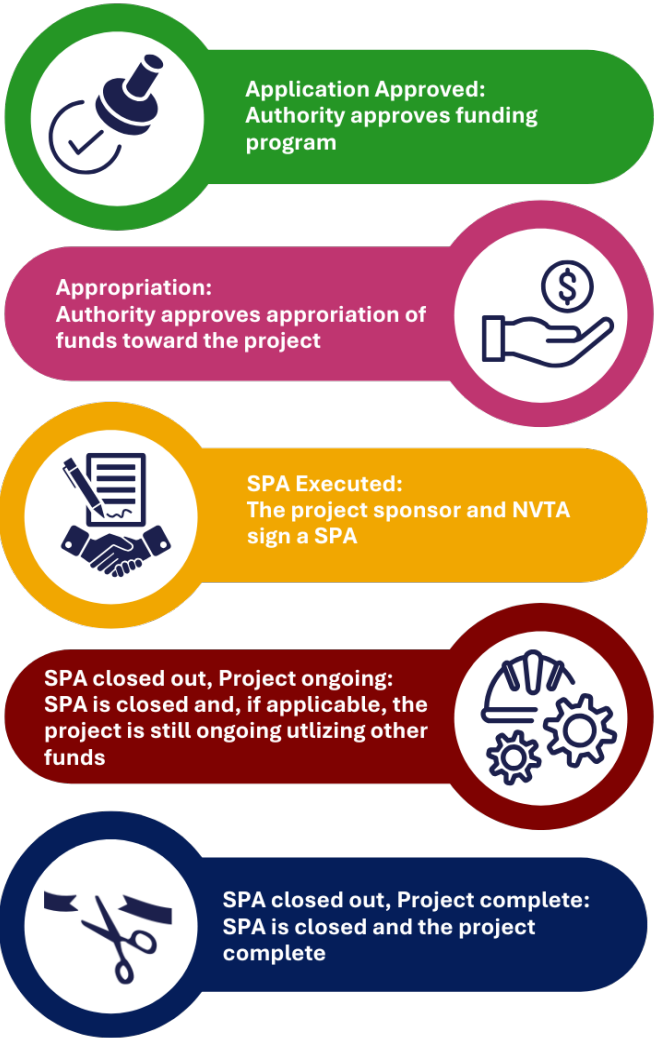 Application Approved:
Authority approves funding
program
Appropriation:
Authority approves approriation of
funds toward the project
$
SPA Executed:
The project sponsor and NVTA
sign a SPA
SPA closed out, Project ongoing:
SPA is closed and, if applicable, the
project is still ongoing utlizing other
funds
SPA closed out, Project complete:
SPA is closed and the project
complete